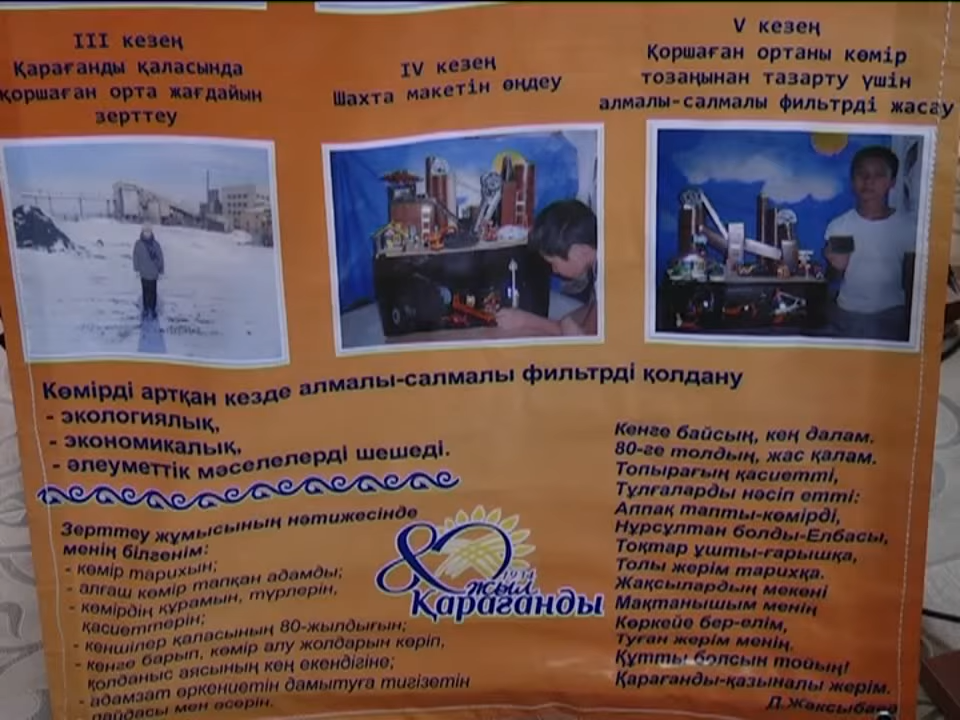 III кезең
Қарағанды қаласында
қоршаған орта жағдайын
зерттеу
IV кезең
Шахта макетін өңдеу
V кезең
Қоршаған ортаны көмір
тозаңынан тазарту үшін
алмалы-салмалы фильтрді жасау
Көмірді артқан кезде алмалы-салмалы фильтрді қолдану
- экологиялық,
- экономикалық,
- әлеуметтік мәселелерді шешеді.
Зерттеу жұмысының нәтижесінде
менің білгенім:
- көмір тарихын;
- алғаш көмір тапқан адамды;
- көмірдің құрамын, түрлерін,
қасиеттерін;
- кеншілер қаласының 80-жылдығын;
- кенге барып, көмір алу жолдарын көріп,
қолданыс аясының кең екендігіне;
- адамзат өркениетін дамытуға тигізетін
пайдасы мен әсерін.
80
1934
жыл
Қарағанды
Кенге байсың, кең далам.
80-ге толдың, жас қалам.
Топырағың қасиетті,
Тұлғаларды нәсіп етті:
Аппақ тапты-көмірді,
Нұрсұлтан болды-Елбасы,
Тоқтар ұшты-ғарышқа,
Толы жерім тарихқа.
Жақсылардың мекені
Мақтанышым менің
Көркейе бер-елім,
Туған жерім менің.
Құтты болсын тойың!
Қарағанды-қазыналы жерім.